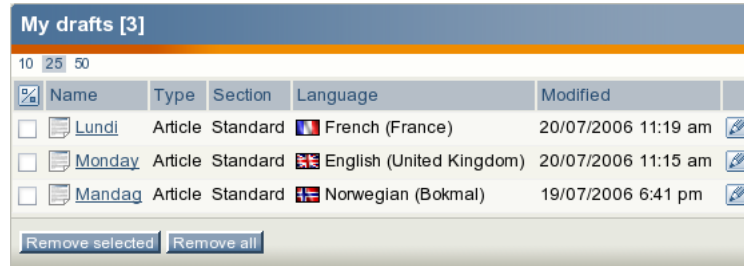 My drafts [3]
10 25 50
Name Type Section Language Modified
Lundi Article Standard French (France) 20/07/2006 11:19 am
Monday Article Standard English (United Kingdom) 20/07/2006 11:15 am
Mandag Article Standard Norwegian (Bokmal) 19/07/2006 6:41 pm
Remove selected Remove all